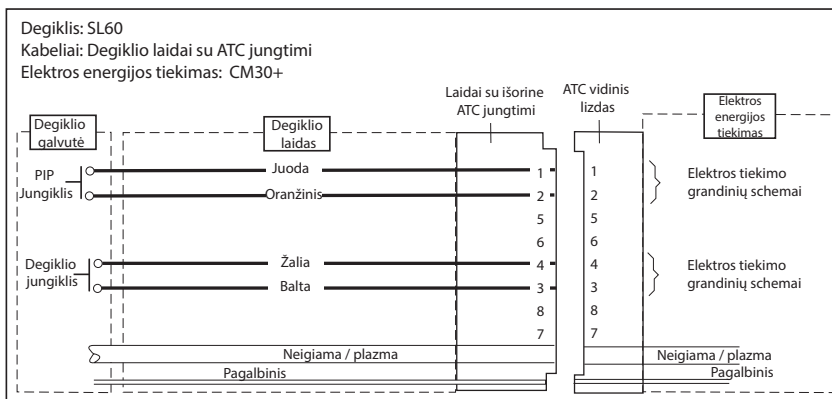 Degiklis: SL60
Kabeliai: Degiklio laidai su ATC jungtimi
Elektros energijos tiekimas: CM30+
Degiklio
galvutė
Degiklio
laidas
Laidai su išorine
ATC jungtimi
ATC vidinis
lizdas
Elektros
energijos
tiekimas
PIP
Jungiklis
Juoda
Oranžinis
1
2
5
6
4
3
8
7
1
2
5
6
4
3
8
7
Elektros tiekimo
grandinių schemai
Degiklio
jungiklis
Žalia
Balta
Elektros tiekimo
grandinių schemai
Neigiama / plazma
Pagalbinis
Neigiama / plazma
Pagalbinis